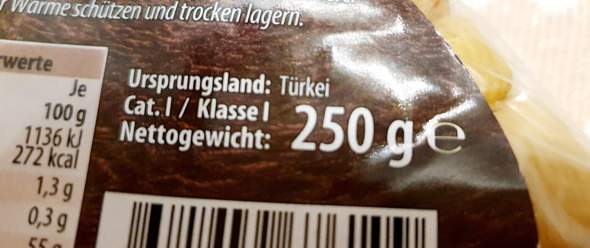 Wärme schützen und trocken lagern.
Ursprungsland: Türkei
Cat. I / Klasse I
Nettogewicht: 250 g ℮
Je
100 g
1136 kJ
272 kcal
1,3 g
0,3 g